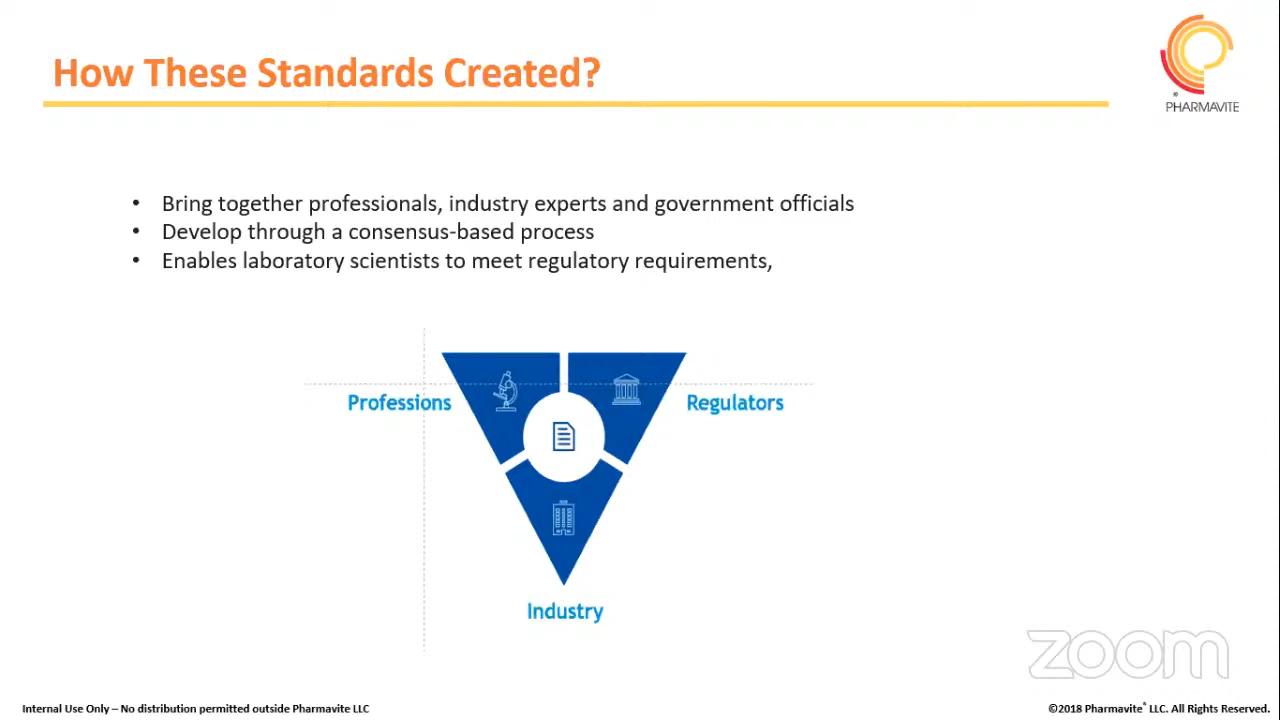 How These Standards Created?
® PHARMAVITE
• Bring together professionals, industry experts and government officials
• Develop through a consensus-based process
• Enables laboratory scientists to meet regulatory requirements,
Professions
Regulators
Industry
zoom
Internal Use Only – No distribution permitted outside Pharmavite LLC
©2018 Pharmavite® LLC. All Rights Reserved.